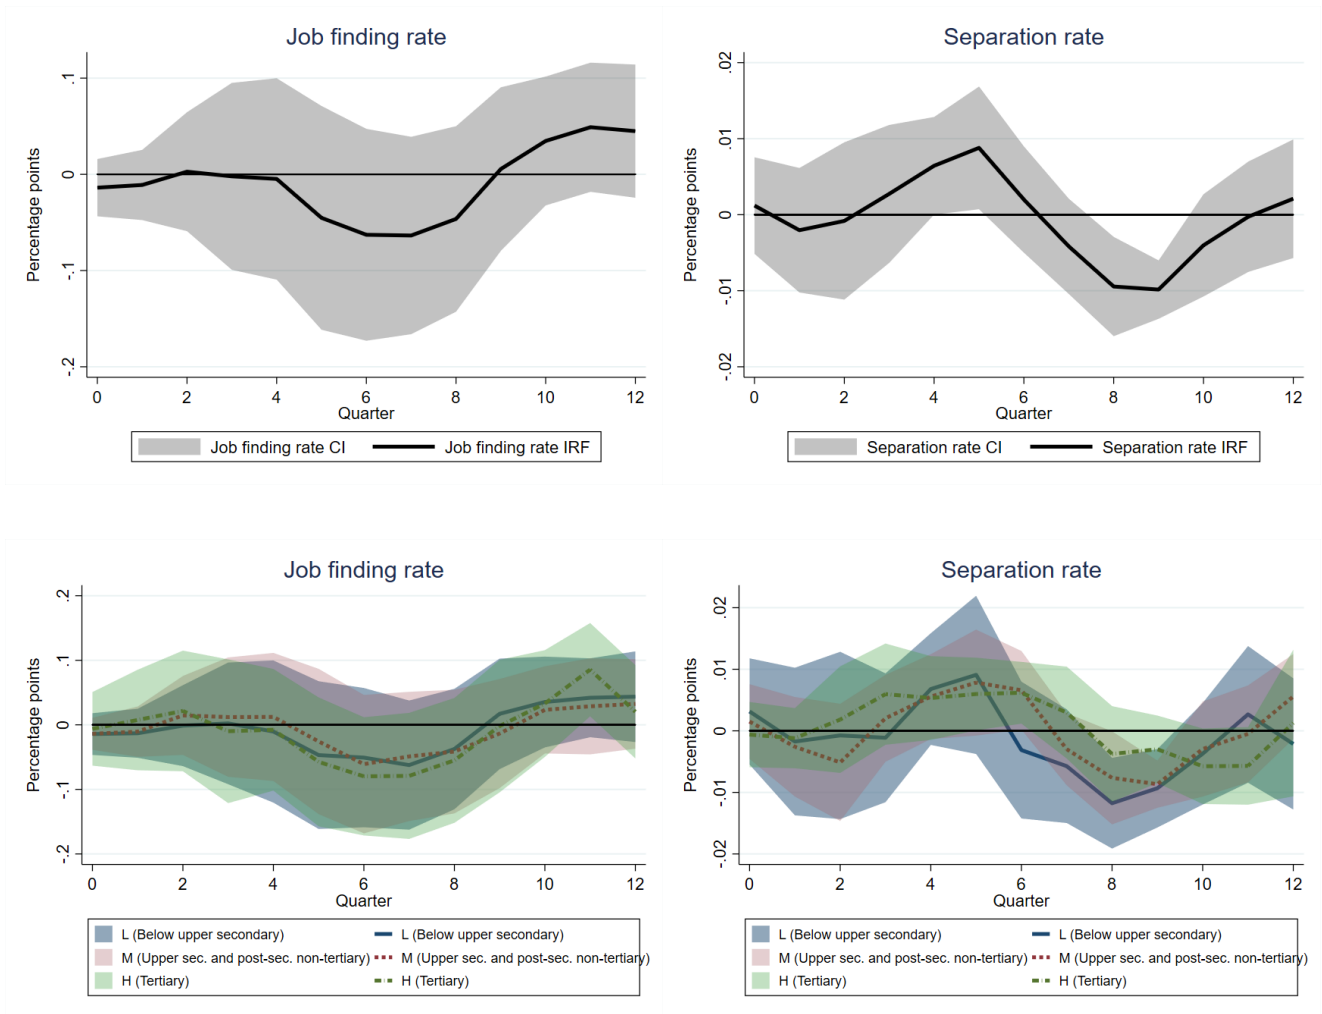 Job finding rate
Percentage points
.1
0
-.1
-.2
0 2 4 6 8 10 12
Quarter
Job finding rate CI Job finding rate IRF
Separation rate
Percentage points
.02
.01
0
-.01
-.02
0 2 4 6 8 10 12
Quarter
Separation rate CI Separation rate IRF
Job finding rate
Percentage points
.2
.1
0
-.1
-.2
0 2 4 6 8 10 12
Quarter
L (Below upper secondary) L (Below upper secondary)
M (Upper sec. and post-sec. non-tertiary) M (Upper sec. and post-sec. non-tertiary)
H (Tertiary) H (Tertiary)
Separation rate
Percentage points
.02
.01
0
-.01
-.02
0 2 4 6 8 10 12
Quarter
L (Below upper secondary) L (Below upper secondary)
M (Upper sec. and post-sec. non-tertiary) M (Upper sec. and post-sec. non-tertiary)
H (Tertiary) H (Tertiary)